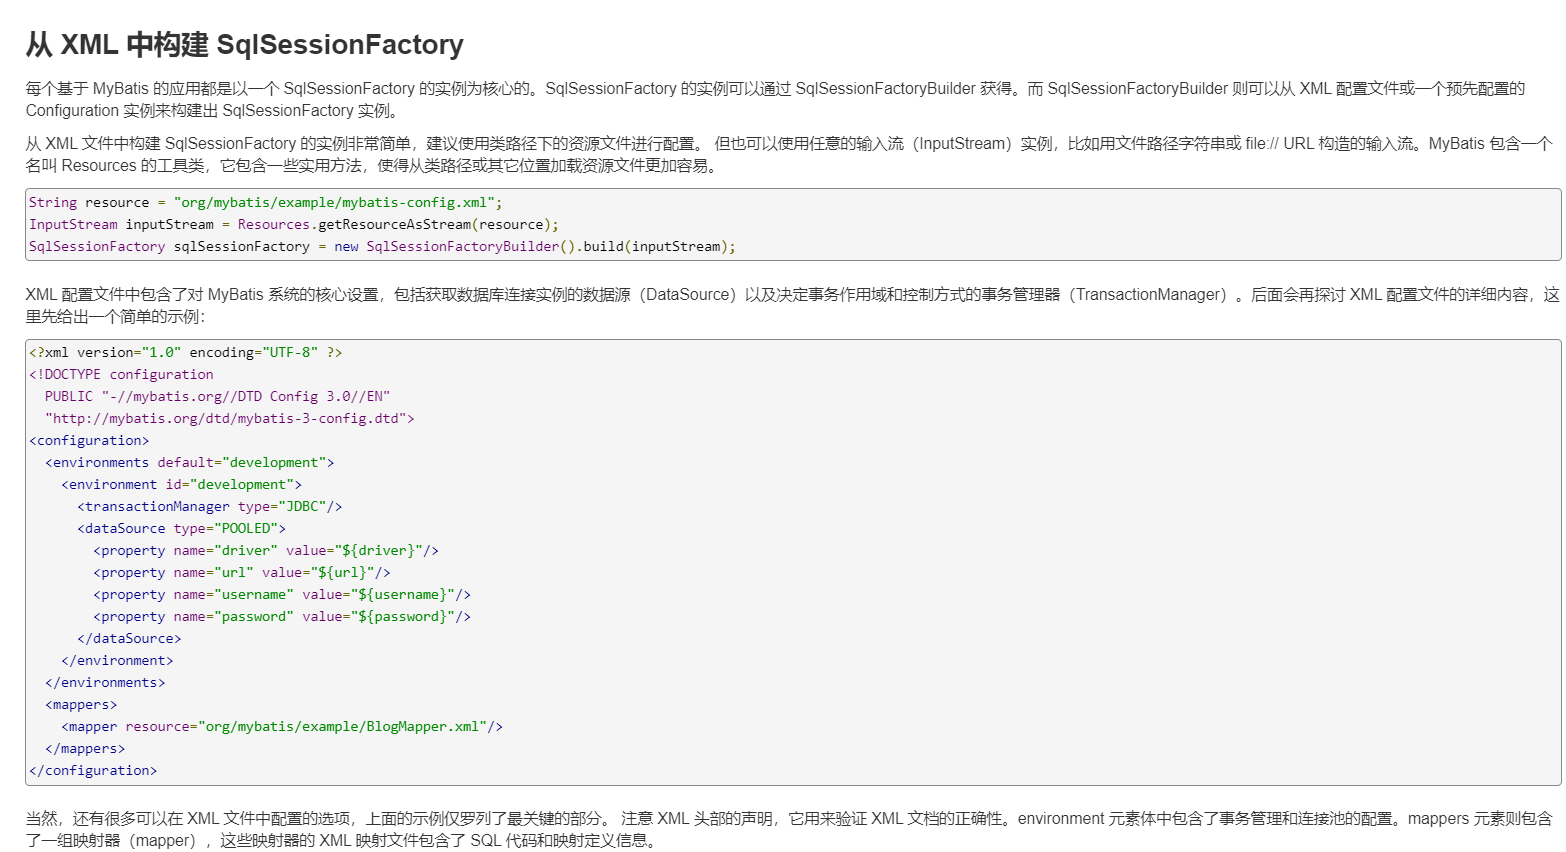 从 XML 中构建 SqlSessionFactory
每个基于 MyBatis 的应用都是以一个 SqlSessionFactory 的实例为核心的。SqlSessionFactory 的实例可以通过 SqlSessionFactoryBuilder 获得。而 SqlSessionFactoryBuilder 则可以从 XML 配置文件或一个预先配置的
Configuration 实例来构建出 SqlSessionFactory 实例。
从 XML 文件中构建 SqlSessionFactory 的实例非常简单，建议使用类路径下的资源文件进行配置。 但也可以使用任意的输入流（InputStream）实例，比如用文件路径字符串或 file:// URL 构造的输入流。MyBatis 包含一个
名叫 Resources 的工具类，它包含一些实用方法，使得从类路径或其它位置加载资源文件更加容易。
String resource = "org/mybatis/example/mybatis-config.xml";
InputStream inputStream = Resources.getResourceAsStream(resource);
SqlSessionFactory sqlSessionFactory = new SqlSessionFactoryBuilder().build(inputStream);
XML 配置文件中包含了对 MyBatis 系统的核心设置，包括获取数据库连接实例的数据源（DataSource）以及决定事务作用域和控制方式的事务管理器（TransactionManager）。后面会再探讨 XML 配置文件的详细内容，这
里先给出一个简单的示例：
<?xml version="1.0" encoding="UTF-8" ?>
<!DOCTYPE configuration
  PUBLIC "-//mybatis.org//DTD Config 3.0//EN"
  "http://mybatis.org/dtd/mybatis-3-config.dtd">
<configuration>
  <environments default="development">
    <environment id="development">
      <transactionManager type="JDBC"/>
      <dataSource type="POOLED">
        <property name="driver" value="${driver}"/>
        <property name="url" value="${url}"/>
        <property name="username" value="${username}"/>
        <property name="password" value="${password}"/>
      </dataSource>
    </environment>
  </environments>
  <mappers>
    <mapper resource="org/mybatis/example/BlogMapper.xml"/>
  </mappers>
</configuration>
当然，还有很多可以在 XML 文件中配置的选项，上面的示例仅罗列了最关键的部分。 注意 XML 头部的声明，它用来验证 XML 文档的正确性。environment 元素体中包含了事务管理和连接池的配置。mappers 元素则包含
了一组映射器（mapper），这些映射器的 XML 映射文件包含了 SQL 代码和映射定义信息。